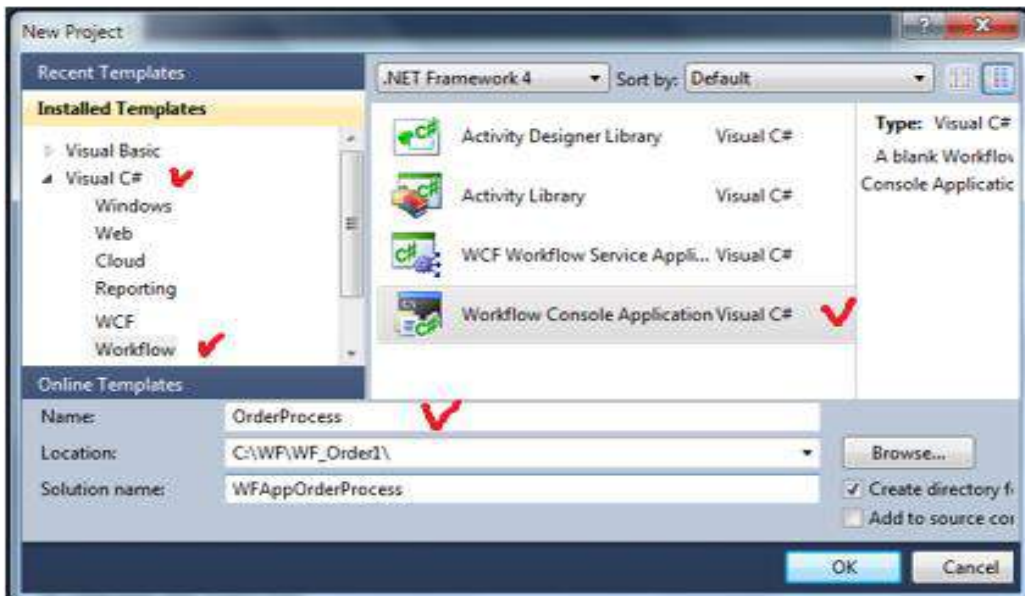 New Project
Recent Templates
.NET Framework 4
Sort by: Default
Installed Templates
Visual Basic
Visual C#
Windows
Web
Cloud
Reporting
WCF
Workflow
Activity Designer Library Visual C#
Activity Library Visual C#
WCF Workflow Service Appli... Visual C#
Workflow Console Application Visual C#
Type: Visual C#
A blank Workflov
Console Applicatic
Online Templates
Name: OrderProcess
Location: C:\WF\WF_Order1\
Browse...
Solution name: WFAppOrderProcess
Create directory f
Add to source cor
OK
Cancel